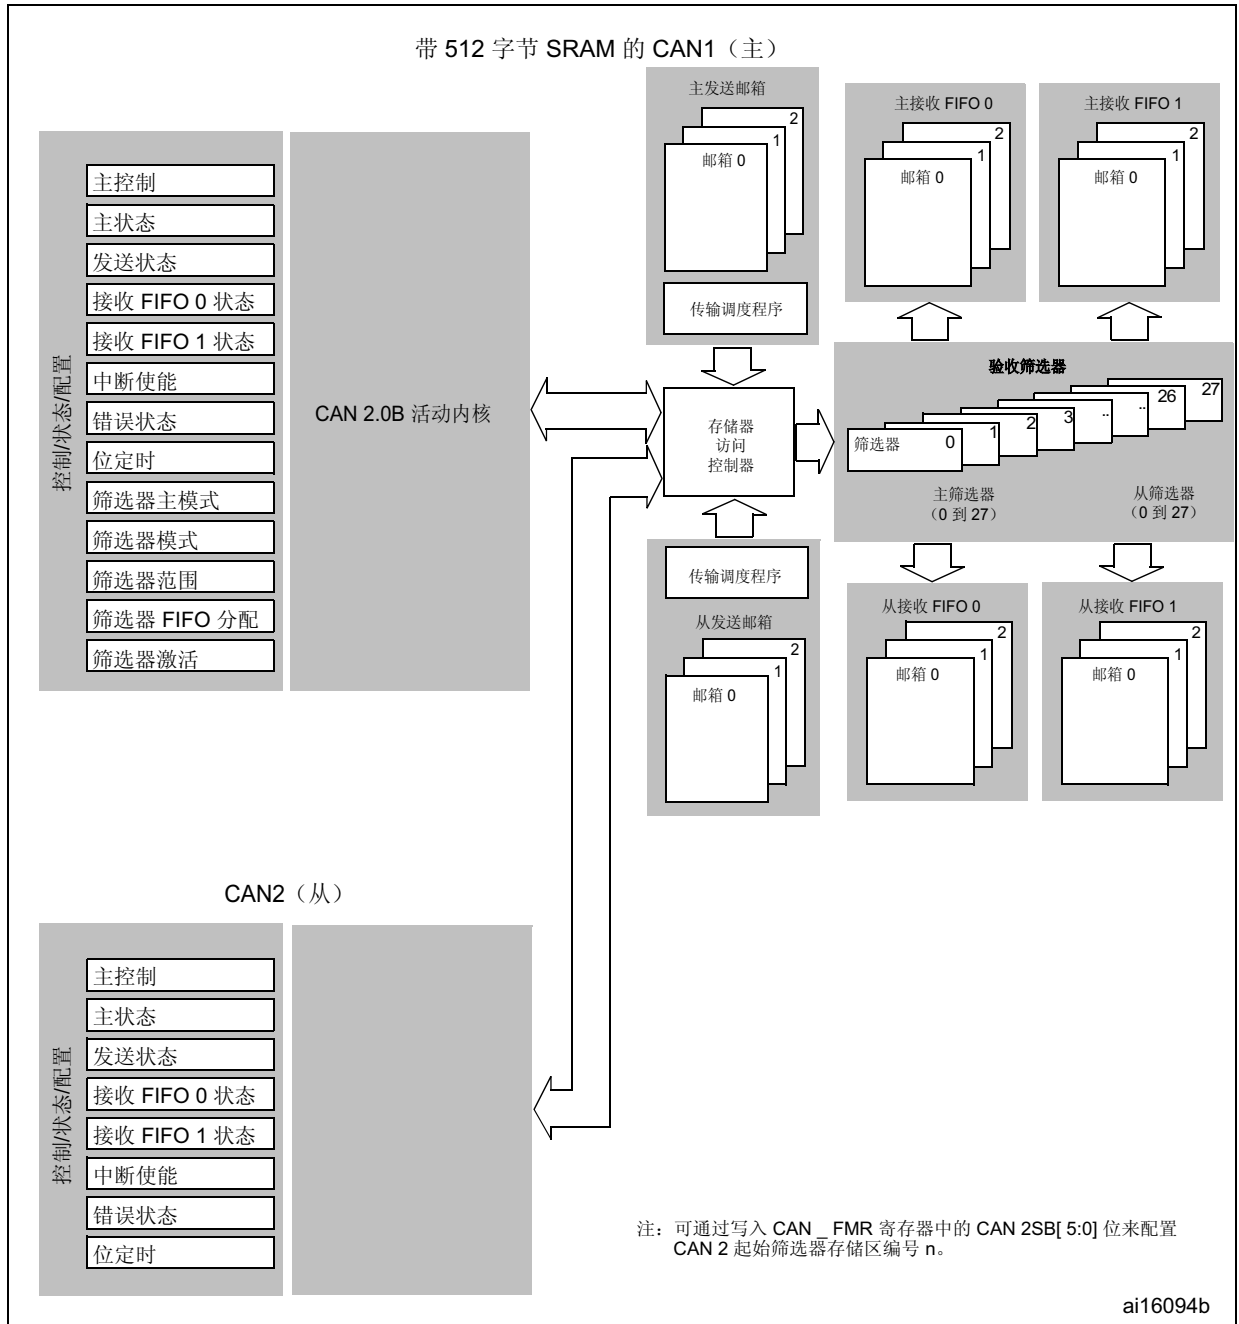 带 512 字节 SRAM 的 CAN1（主）
控制/状态/配置
主控制
主状态
发送状态
接收 FIFO 0 状态
接收 FIFO 1 状态
中断使能
错误状态
位定时
筛选器主模式
筛选器模式
筛选器范围
筛选器 FIFO 分配
筛选器激活
CAN 2.0B 活动内核
主发送邮箱
2
1
邮箱 0
传输调度程序
主接收 FIFO 0
2
1
邮箱 0
主接收 FIFO 1
2
1
邮箱 0
存储器
访问
控制器
验收筛选器
筛选器 0 1 2 3 .. .. 26 27
主筛选器
（0 到 27）
从筛选器
（0 到 27）
传输调度程序
从发送邮箱
2
1
邮箱 0
从接收 FIFO 0
2
1
邮箱 0
从接收 FIFO 1
2
1
邮箱 0
CAN2（从）
控制/状态/配置
主控制
主状态
发送状态
接收 FIFO 0 状态
接收 FIFO 1 状态
中断使能
错误状态
位定时
注：可通过写入 CAN _ FMR 寄存器中的 CAN 2SB[ 5:0] 位来配置
CAN 2 起始筛选器存储区编号 n。
ai16094b